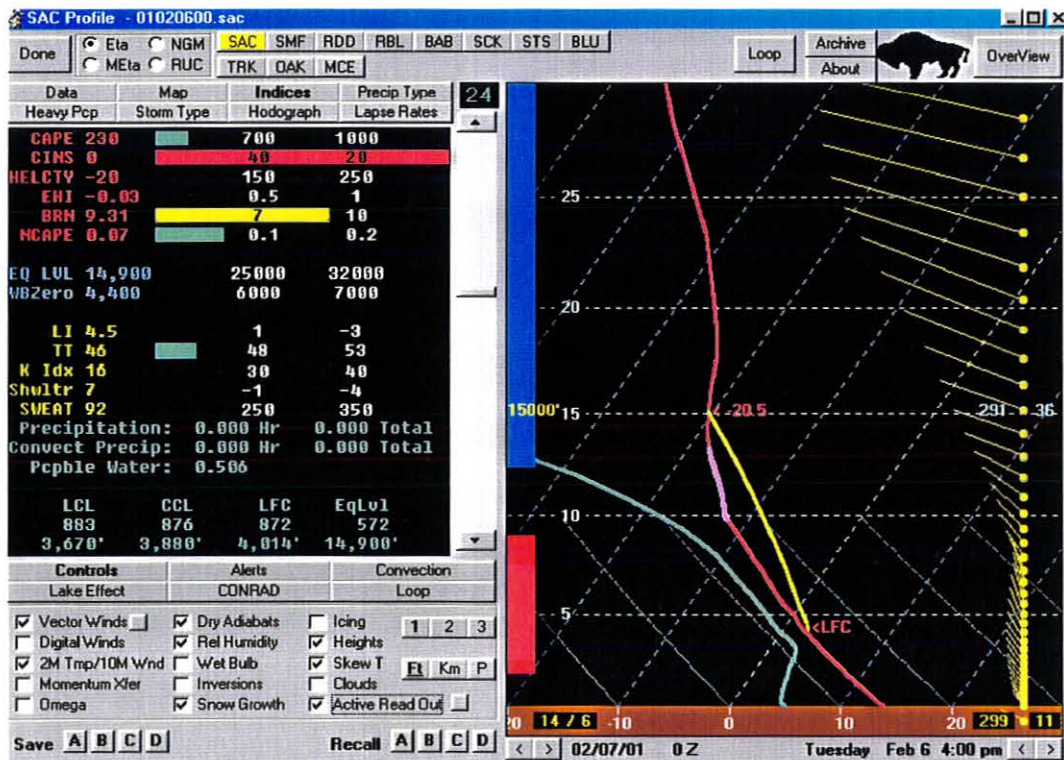 SAC Profile - 01020600.sac
Done
Eta NGM
MEta RUC
SAC SMF RDD RBL BAB SCK STS BLU
TRK OAK MCE
Loop
Archive
About
OverView
Data Map Indices Precip Type
Heavy Pcp Storm Type Hodograph Lapse Rates
24
CAPE 230 700 1000
CINS 0 40 20
HELCTY -20 150 250
EHI -0.03 0.5 1
BRN 9.31 7 10
NCAPE 0.07 0.1 0.2
EQ LVL 14,900 25000 32000
WBZero 4,400 6000 7000
LI 4.5 1 -3
TT 46 48 53
K Idx 16 30 40
Shwltr 7 -1 -4
SWEAT 92 250 350
Precipitation: 0.000 Hr 0.000 Total
Convect Precip: 0.000 Hr 0.000 Total
Pcpble Water: 0.506
LCL CCL LFC EqLvl
883 876 872 572
3,670' 3,880' 4,014' 14,900'
Controls Alerts Convection
Lake Effect CONRAD Loop
Vector Winds Dry Adiabats Icing 1 2 3
Digital Winds Rel Humidity Heights
2M Tmp/10M Wnd Wet Bulb Skew T Ft Km P
Momentum Xfer Inversions Clouds
Omega Snow Growth Active Read Out
Save A B C D Recall A B C D
25
20
15000' 15 -20.5 291 36
10
5
<LFC
20 14 / 6 -10 0 10 20 299 11
< > 02/07/01 0 Z Tuesday Feb 6 4:00 pm < >